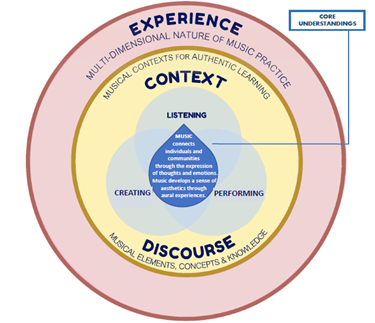 CORE
UNDERSTANDINGS
EXPERIENCE
MULTI-DIMENSIONAL NATURE OF MUSIC PRACTICE
MUSICAL CONTEXTS FOR AUTHENTIC LEARNING
CONTEXT
LISTENING
MUSIC
connects
individuals and
communities
through the expression
of thoughts and emotions.
Music develops a sense of
aesthetics through
aural experiences.
CREATING
PERFORMING
DISCOURSE
MUSICAL ELEMENTS, CONCEPTS & KNOWLEDGE